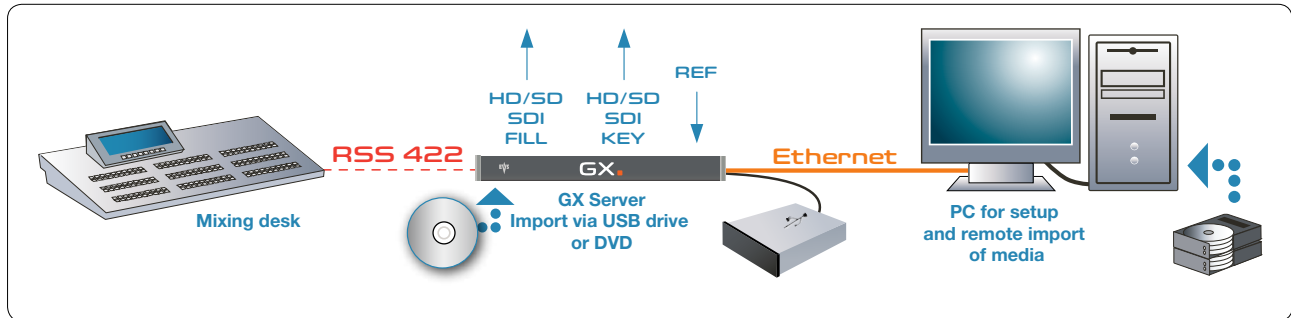 HD/SD
SDI
FILL
HD/SD
SDI
KEY
REF
RSS 422
GX.
Ethernet
Mixing desk
GX Server
Import via USB drive
or DVD
PC for setup
and remote import
of media